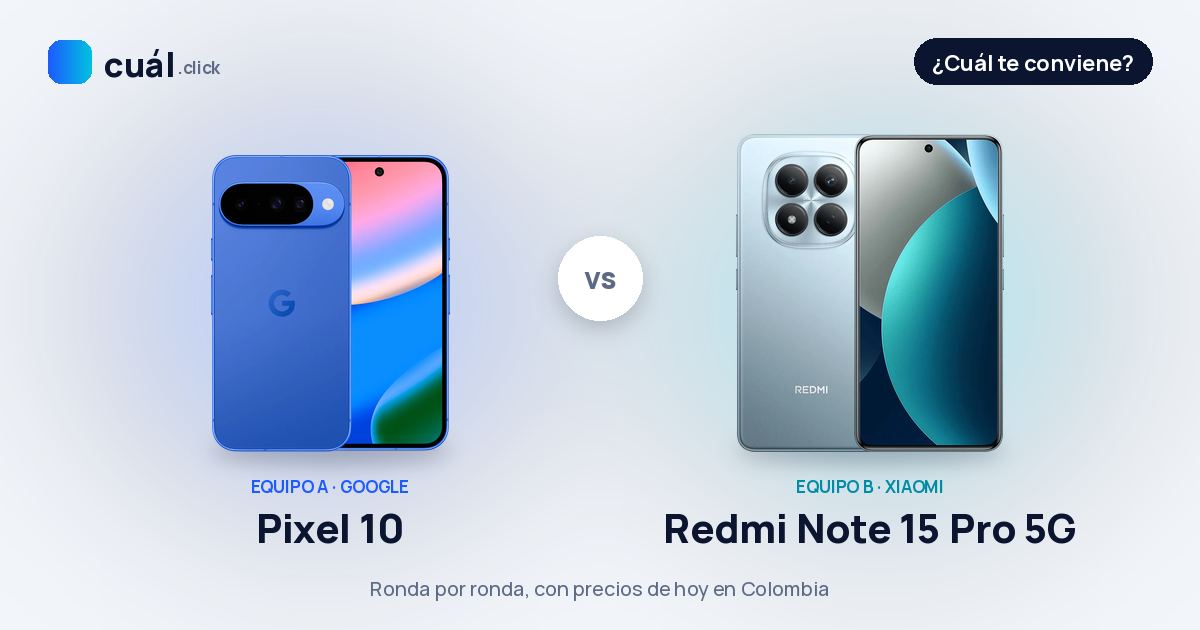 cuál.click
¿Cuál te conviene?
G
REDMI
vs
EQUIPO A · GOOGLE
Pixel 10
EQUIPO B · XIAOMI
Redmi Note 15 Pro 5G
Ronda por ronda, con precios de hoy en Colombia